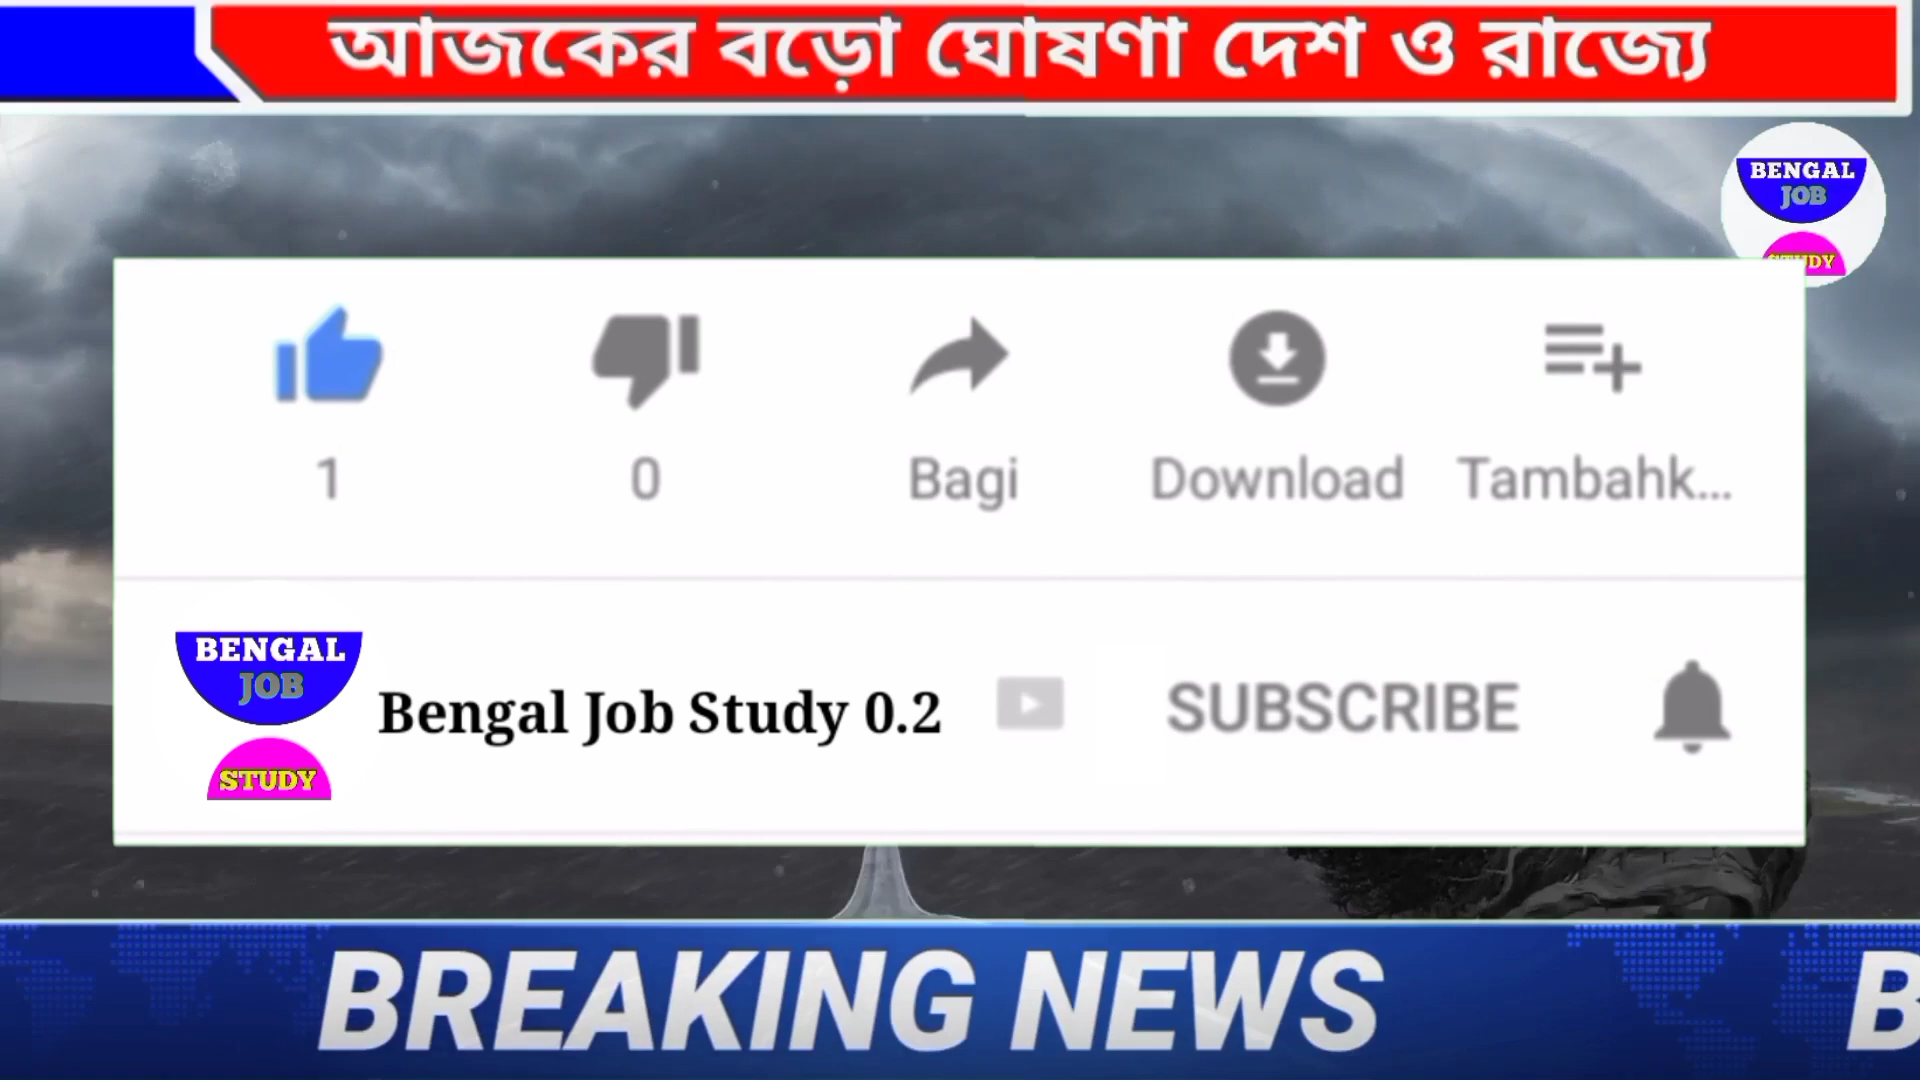 আজকের বড়ো ঘোষণা দেশ ও রাজ্যে
BENGAL
JOB
STUDY
1
0
Bagi
Download
Tambahk...
BENGAL
JOB
STUDY
Bengal Job Study 0.2
SUBSCRIBE
BREAKING NEWS
B